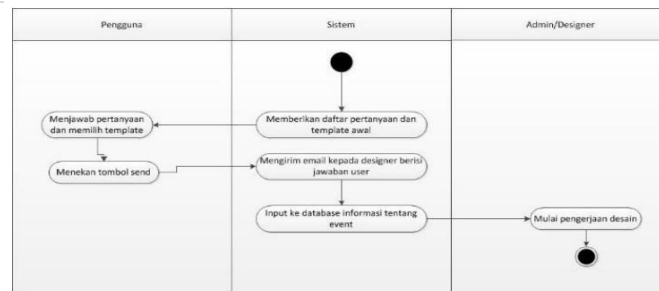 Pengguna
Sistem
Admin/Designer
Memberikan daftar pertanyaan dan
template awal
Menjawab pertanyaan
dan memilih template
Menekan tombol send
Mengirim email kepada designer berisi
jawaban user
Input ke database informasi tentang
event
Mulai pengerjaan desain